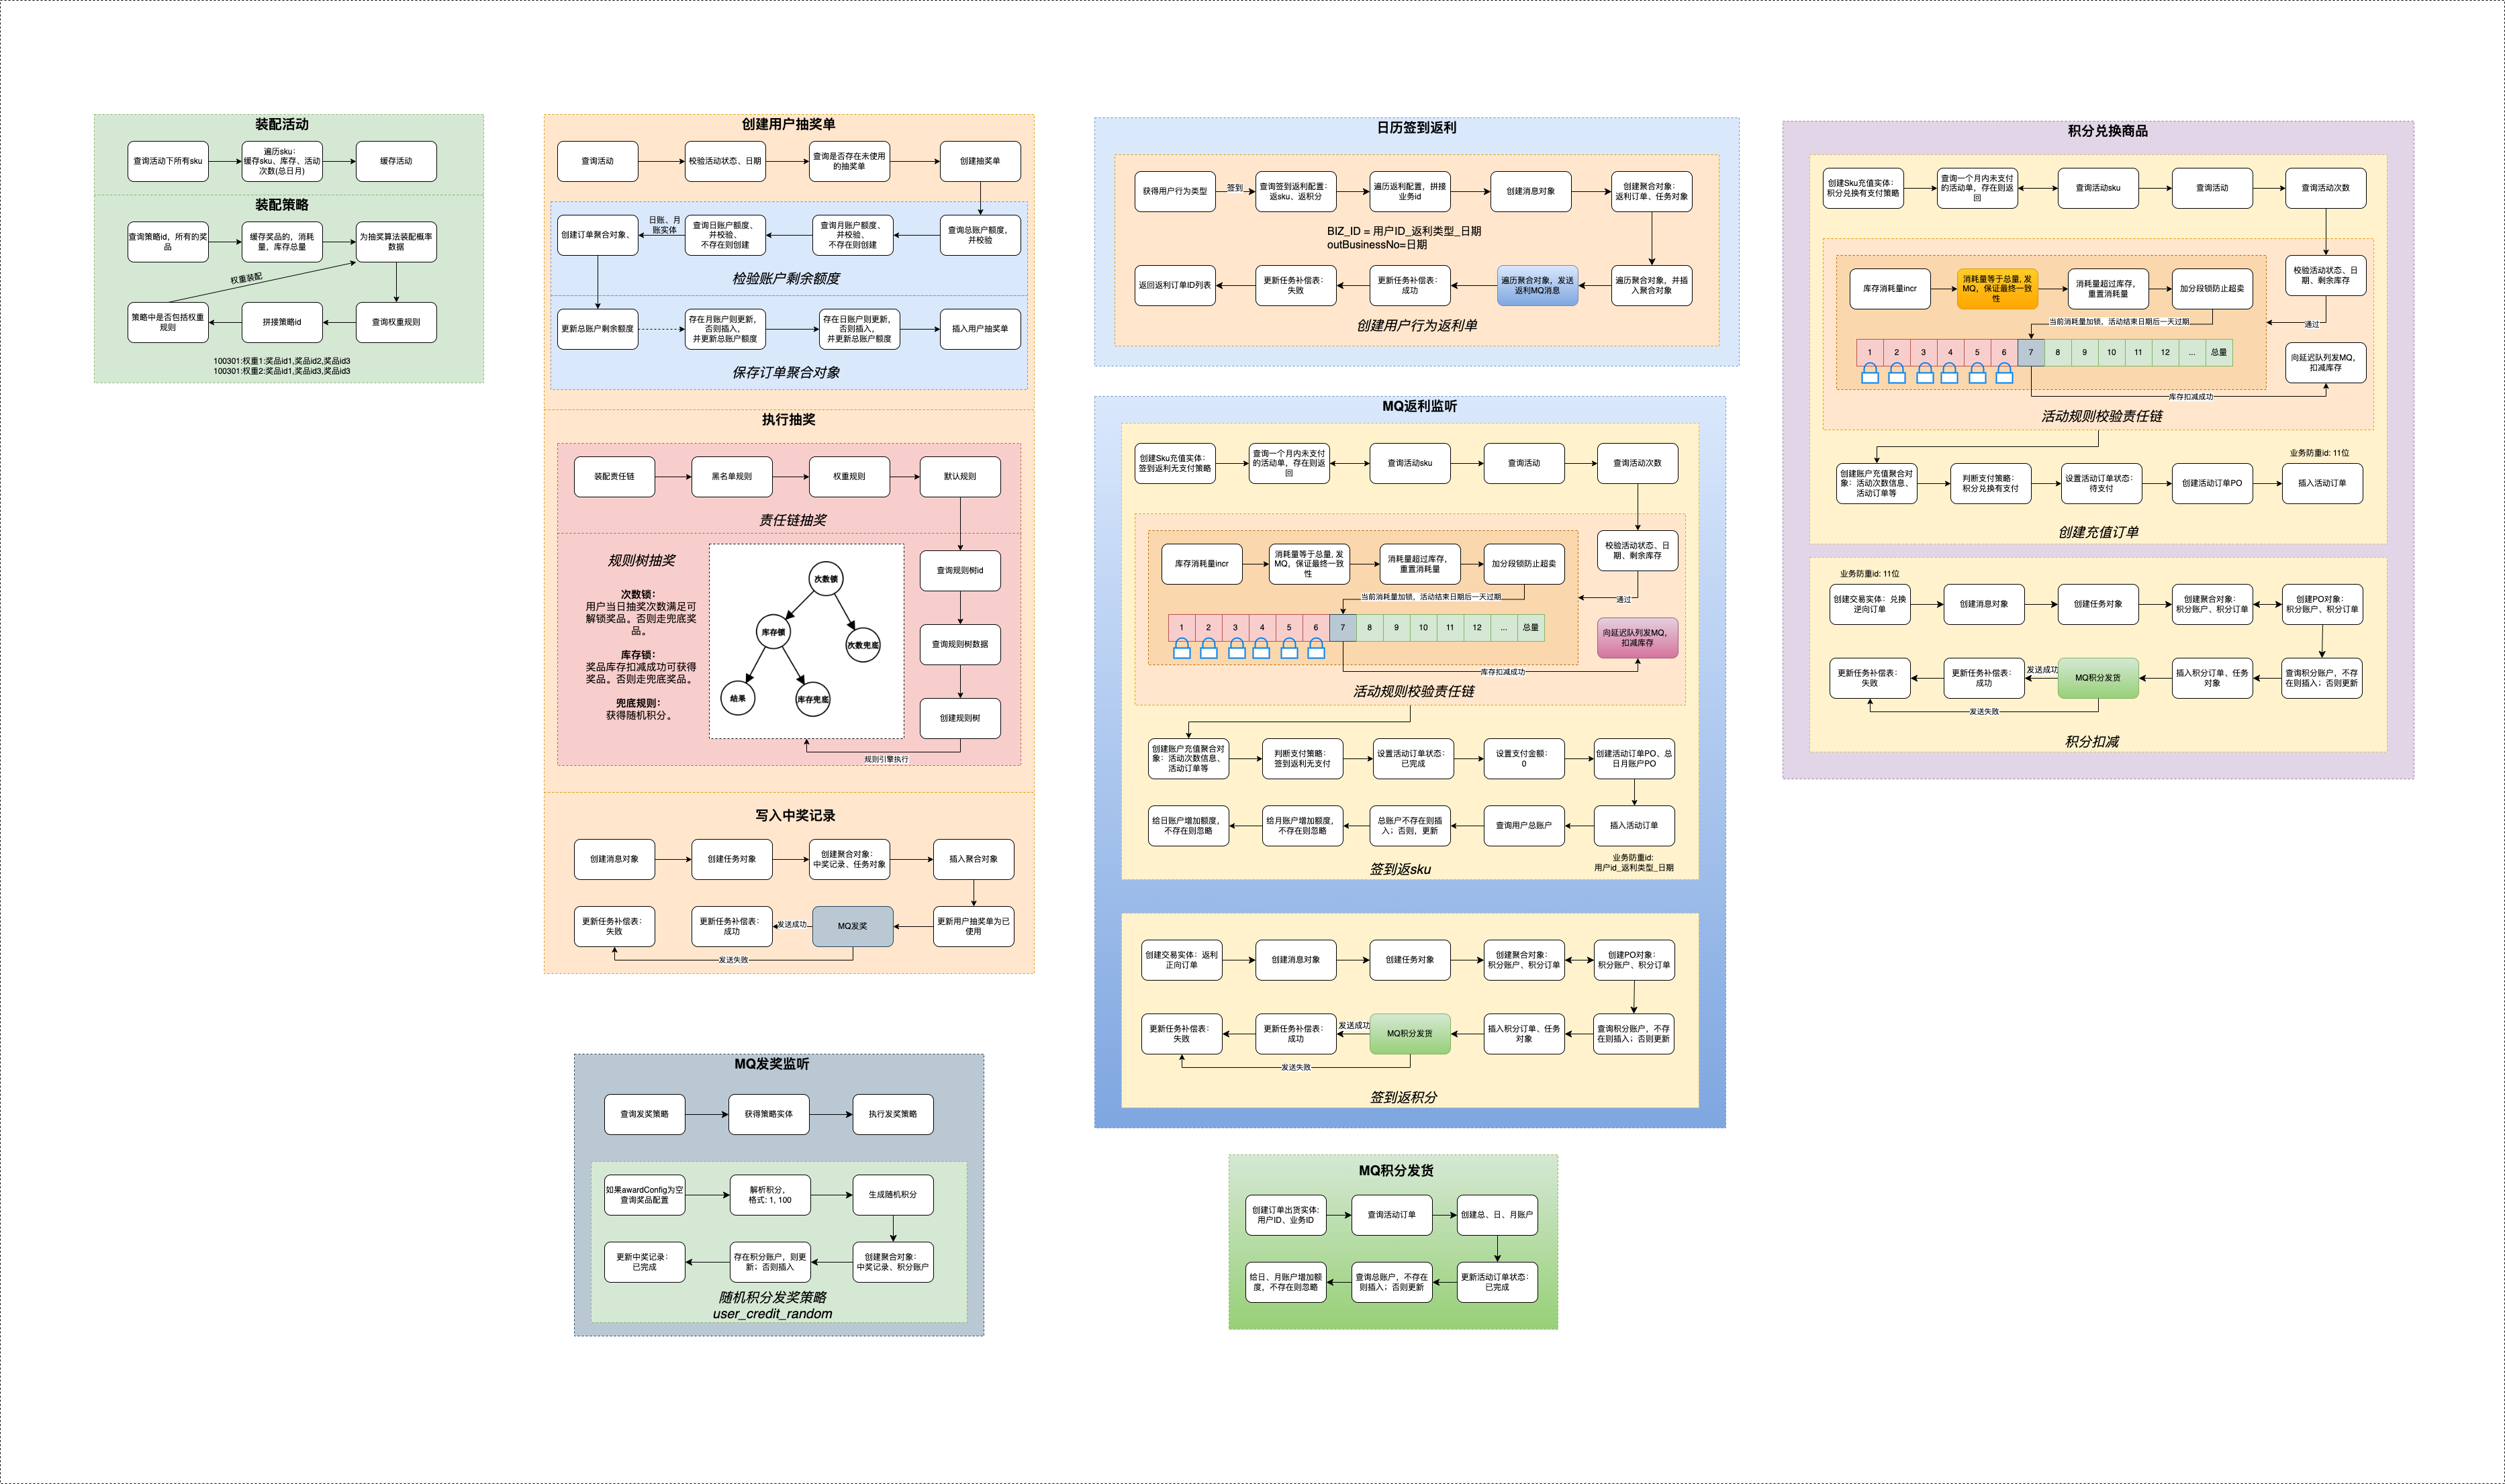 装配活动
查询活动下所有sku
遍历sku：
缓存sku、库存、活动
次数(总日月)
缓存活动
装配策略
查询策略id，所有的奖
品
缓存奖品的，消耗
量，库存总量
为抽奖算法装配概率
数据
权重装配
策略中是否包括权重
规则
拼接策略id
查询权重规则
100301:权重1:奖品id1,奖品id2,奖品id3
100301:权重2:奖品id1,奖品id3,奖品id3
创建用户抽奖单
查询活动
校验活动状态、日期
查询是否存在未使用
的抽奖单
创建抽奖单
创建订单聚合对象、
日账、月
账实体
查询日账户额度、
并校验、
不存在则创建
查询月账户额度、
并校验、
不存在则创建
查询总账户额度，
并校验
检验账户剩余额度
更新总账户剩余额度
存在月账户则更新，
否则插入，
并更新总账户额度
存在日账户则更新，
否则插入，
并更新总账户额度
插入用户抽奖单
保存订单聚合对象
执行抽奖
装配责任链
黑名单规则
权重规则
默认规则
责任链抽奖
规则树抽奖
次数锁：
用户当日抽奖次数满足可
解锁奖品。否则走兜底奖
品。
库存锁：
奖品库存扣减成功可获得
奖品。否则走兜底奖品。
兜底规则：
获得随机积分。
次数锁
库存锁
次数兜底
结果
库存兜底
查询规则树id
查询规则树数据
创建规则树
规则引擎执行
写入中奖记录
创建消息对象
创建任务对象
创建聚合对象：
中奖记录、任务对象
插入聚合对象
更新任务补偿表：
失败
更新任务补偿表：
成功
发送成功
MQ发奖
更新用户抽奖单为已
使用
发送失败
MQ发奖监听
查询发奖策略
获得策略实体
执行发奖策略
如果awardConfig为空
查询奖品配置
解析积分，
格式: 1, 100
生成随机积分
更新中奖记录：
已完成
存在积分账户，则更
新；否则插入
创建聚合对象：
中奖记录、积分账户
随机积分发奖策略
user_credit_random
日历签到返利
获得用户行为类型
签到
查询签到返利配置：
返sku、返积分
遍历返利配置，拼接
业务id
创建消息对象
创建聚合对象：
返利订单、任务对象
BIZ_ID = 用户ID_返利类型_日期
outBusinessNo=日期
返回返利订单ID列表
更新任务补偿表：
失败
更新任务补偿表：
成功
遍历聚合对象，发送
返利MQ消息
遍历聚合对象，并插
入聚合对象
创建用户行为返利单
MQ返利监听
创建Sku充值实体：
签到返利无支付策略
查询一个月内未支付
的活动单，存在则返
回
查询活动sku
查询活动
查询活动次数
库存消耗量incr
消耗量等于总量, 发
MQ，保证最终一致
性
消耗量超过库存，
重置消耗量
加分段锁防止超卖
校验活动状态、日
期、剩余库存
当前消耗量加锁，活动结束日期后一天过期
通过
1 2 3 4 5 6 7 8 9 10 11 12 ... 总量
向延迟队列发MQ，
扣减库存
库存扣减成功
活动规则校验责任链
创建账户充值聚合对
象：活动次数信息、
活动订单等
判断支付策略：
签到返利无支付
设置活动订单状态：
已完成
设置支付金额：
0
创建活动订单PO、总
日月账户PO
给日账户增加额度，
不存在则忽略
给月账户增加额度，
不存在则忽略
总账户不存在则插
入；否则，更新
查询用户总账户
插入活动订单
签到返sku
业务防重id:
用户id_返利类型_日期
创建交易实体：返利
正向订单
创建消息对象
创建任务对象
创建聚合对象：
积分账户、积分订单
创建PO对象：
积分账户、积分订单
更新任务补偿表：
失败
更新任务补偿表：
成功
发送成功
MQ积分发货
插入积分订单、任务
对象
查询积分账户，不存
在则插入；否则更新
发送失败
签到返积分
MQ积分发货
创建订单出货实体:
用户ID、业务ID
查询活动订单
创建总、日、月账户
给日、月账户增加额
度，不存在则忽略
查询总账户，不存在
则插入；否则更新
更新活动订单状态：
已完成
积分兑换商品
创建Sku充值实体：
积分兑换有支付策略
查询一个月内未支付
的活动单，存在则返
回
查询活动sku
查询活动
查询活动次数
库存消耗量incr
消耗量等于总量, 发
MQ，保证最终一致
性
消耗量超过库存，
重置消耗量
加分段锁防止超卖
校验活动状态、日
期、剩余库存
当前消耗量加锁，活动结束日期后一天过期
通过
1 2 3 4 5 6 7 8 9 10 11 12 ... 总量
向延迟队列发MQ，
扣减库存
库存扣减成功
活动规则校验责任链
业务防重id: 11位
创建账户充值聚合对
象：活动次数信息、
活动订单等
判断支付策略：
积分兑换有支付
设置活动订单状态：
待支付
创建活动订单PO
插入活动订单
创建充值订单
业务防重id: 11位
创建交易实体：兑换
逆向订单
创建消息对象
创建任务对象
创建聚合对象：
积分账户、积分订单
创建PO对象：
积分账户、积分订单
更新任务补偿表：
失败
更新任务补偿表：
成功
发送成功
MQ积分发货
插入积分订单、任务
对象
查询积分账户，不存
在则插入；否则更新
发送失败
积分扣减